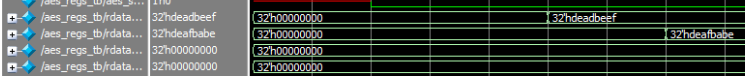 /aes_regs_tb/aes_s... 1'h0
/aes_regs_tb/rdata... 32'hdeadbeef 32'h00000000 32'hdeadbeef
/aes_regs_tb/rdata... 32'hdeafbabe 32'h00000000 32'hdeafbabe
/aes_regs_tb/rdata... 32'h00000000 32'h00000000
/aes_regs_tb/rdata... 32'h00000000 32'h00000000